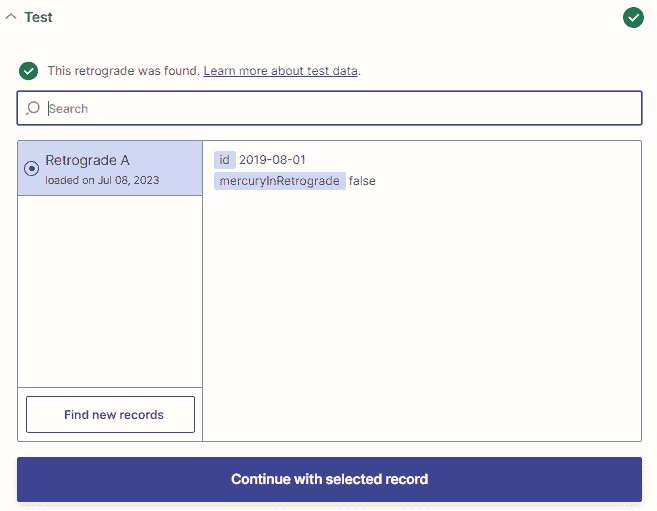 Test
This retrograde was found. Learn more about test data.
Search
Retrograde A
loaded on Jul 08, 2023
id 2019-08-01
mercuryInRetrograde false
Find new records
Continue with selected record